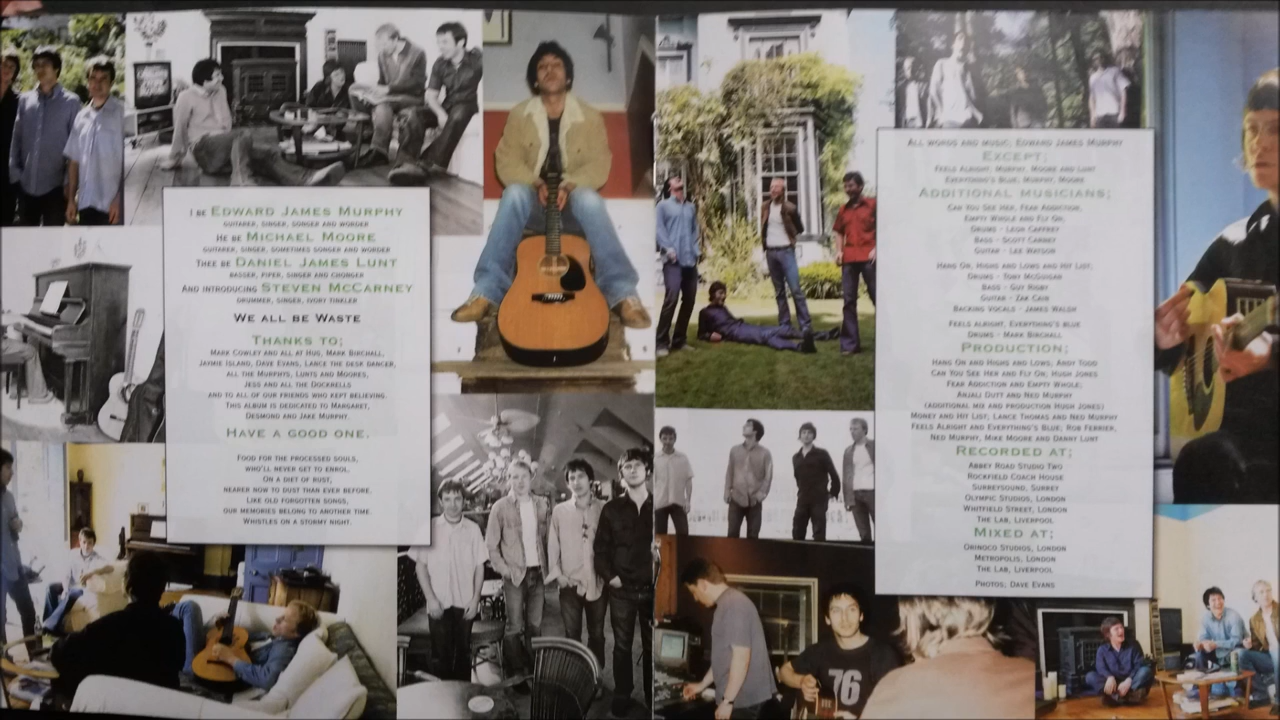 I be Edward James Murphy
guitarer, singer, songer and worder
He be Michael Moore
guitarer, singer, sometimes songer and worder
Thee be Daniel James Lunt
basser, piper, singer and chonger
And introducing Steven McCarney
drummer, singer, ivory tinkler
We all be Waste
Thanks to;
Mark Cowley and all at Hug, Mark Birchall,
Jaymie Island, Dave Evans, Lance the desk dancer,
all the Murphys, Lunts and Moores,
Jess and all the Docknells
and to all of our friends who kept believing.
This album is dedicated to Margaret,
Desmond and Jake Murphy.
Have a good one.
Food for the processed souls,
who'll never get to enrol.
On a diet of rust,
nearer now to dust than ever before.
Like old forgotten songs,
our memories belong to another time.
Whistles on a stormy night.
76
All words and music; Edward James Murphy
Except;
Feels Alright; Murphy, Moore and Lunt
Everything's Blue; Murphy, Moore
Additional musicians;
Can You See Her, Fear Addiction,
Empty Whole and Fly On;
Drums - Leon Caffrey
Bass - Scott Carney
Guitar - Lee Watson
Hang On, Highs and Lows and Hit List;
Drums - Tony McGuigan
Bass - Guy Rigby
Guitar - Zak
Backing Vocals - James Walsh
Feels Alright, Everything's Blue
Drums - Mark Birchall
Production;
Hang On and Highs and Lows; Andy Todd
Can You See Her and Fly On; Hugh Jones
Fear Addiction and Empty Whole;
Anjali Dutt and Ned Murphy
(additional mix and production Hugh Jones)
Money and Hit List; Lance Thomas and Ned Murphy
Feels Alright and Everything's Blue; Rob Ferrier,
Ned Murphy, Mike Moore and Danny Lunt
Recorded at;
Abbey Road Studio Two
Rockfield Coach House
Surreysound, Surrey
Olympic Studios, London
Whitfield Street, London
The Lab, Liverpool
Mixed at;
Orinoco Studios, London
Metropolis, London
The Lab, Liverpool
Photos; Dave Evans